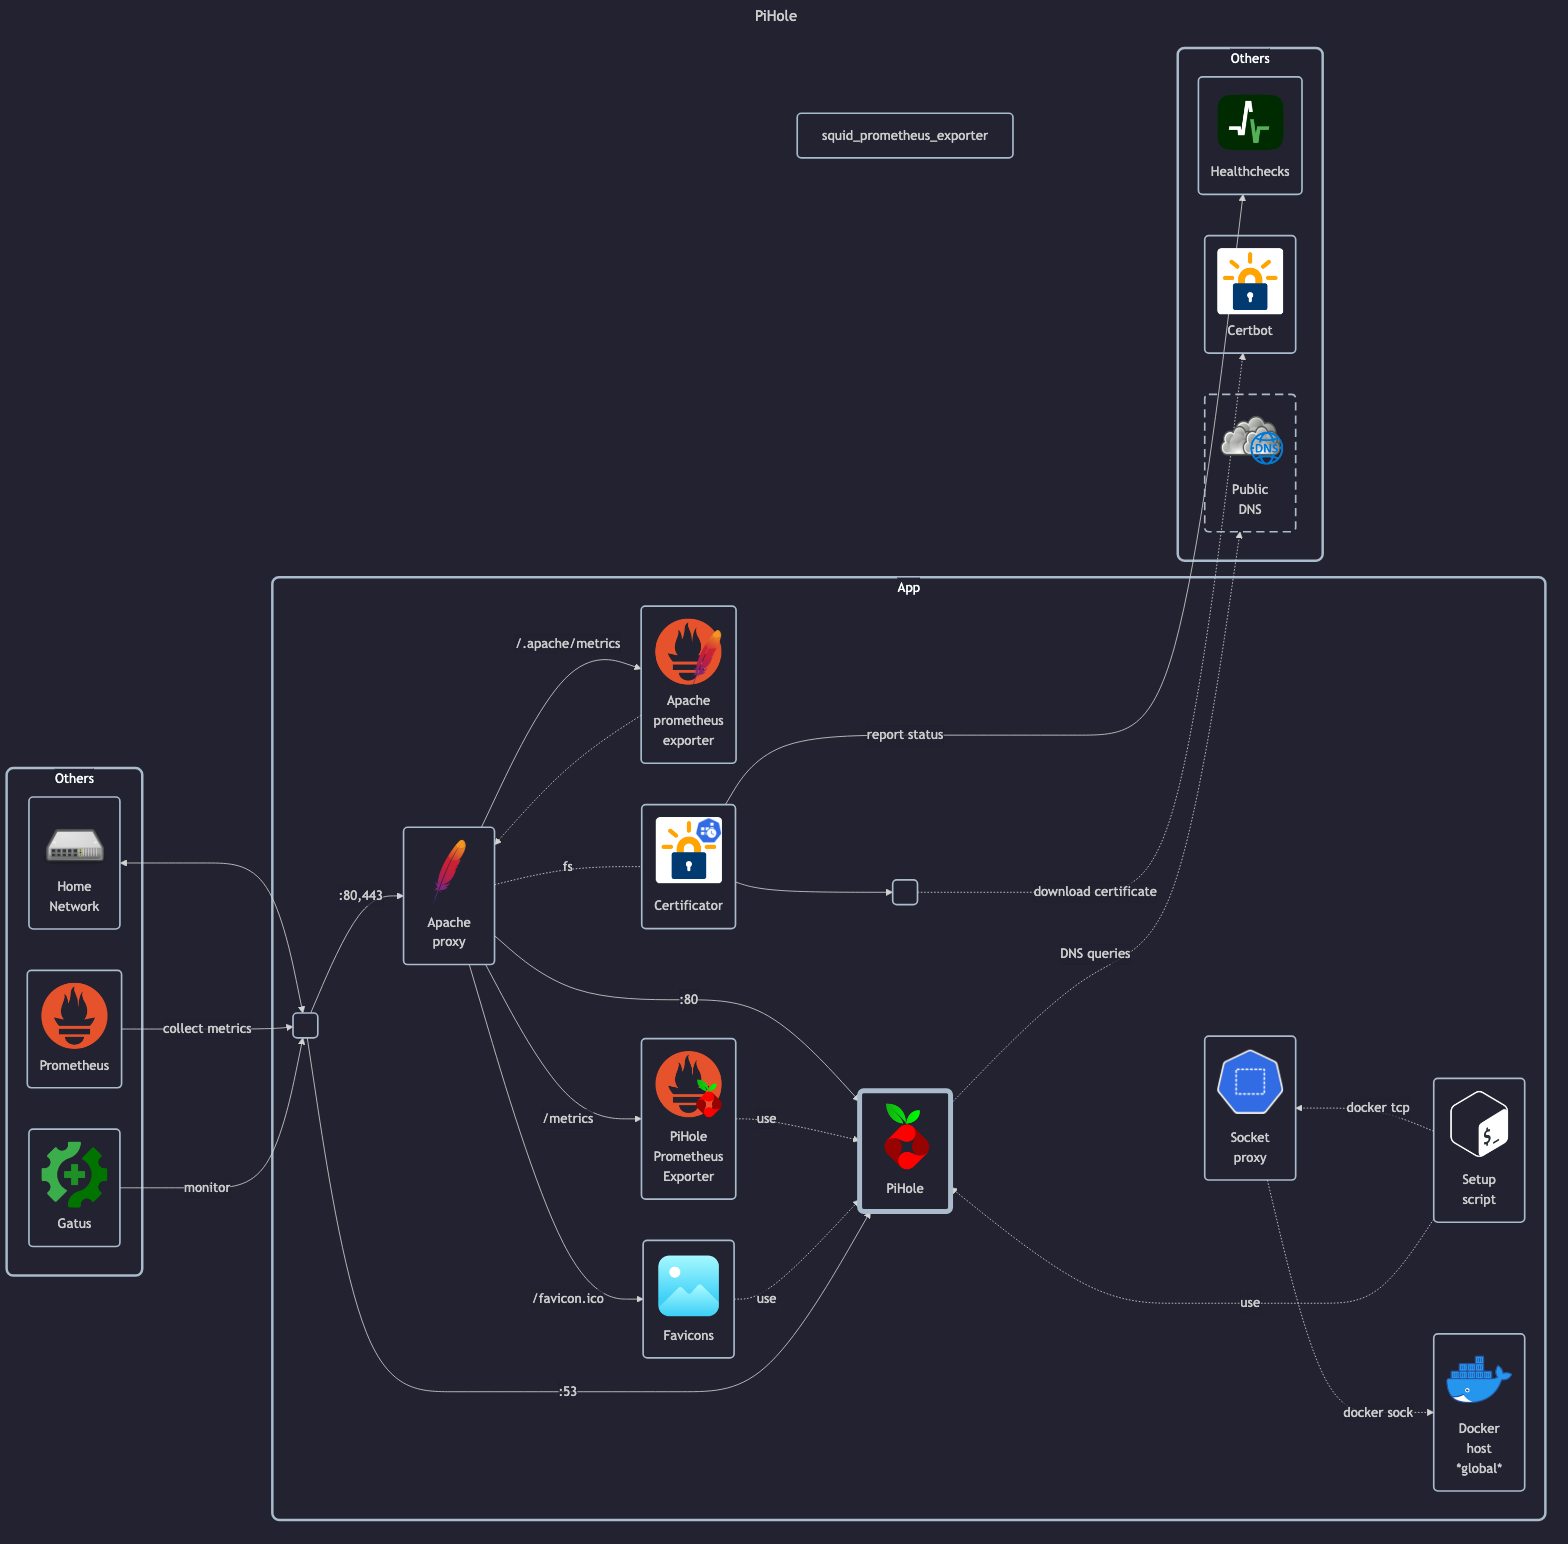 PiHole
Others
Healthchecks
squid_prometheus_exporter
Certbot
DNS
Public
DNS
App
/.apache/metrics
Apache
prometheus
exporter
report status
Others
Home
Network
:80,443
Apache
proxy
fs
Certificator
download certificate
DNS queries
collect metrics
Prometheus
:80
/metrics
PiHole
Prometheus
Exporter
use
PiHole
Socket
proxy
docker tcp
$_
Setup
script
monitor
Gatus
/favicon.ico
Favicons
use
use
:53
docker sock
Docker
host
*global*